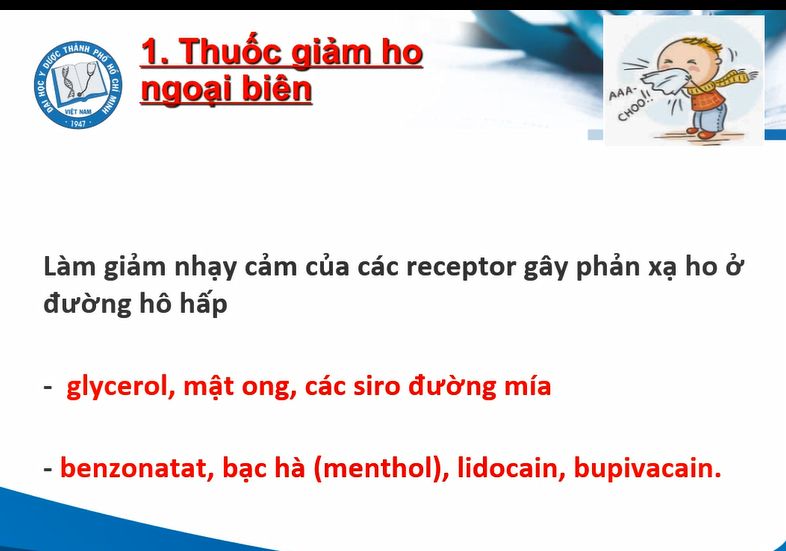 ĐẠI HỌC Y DƯỢC THÀNH PHỐ HỒ CHÍ MINH
VIỆT NAM
1947
1. Thuốc giảm ho
ngoại biên
AAA-
CHOO!!
Làm giảm nhạy cảm của các receptor gây phản xạ ho ở
đường hô hấp
- glycerol, mật ong, các siro đường mía
- benzonatat, bạc hà (menthol), lidocain, bupivacain.